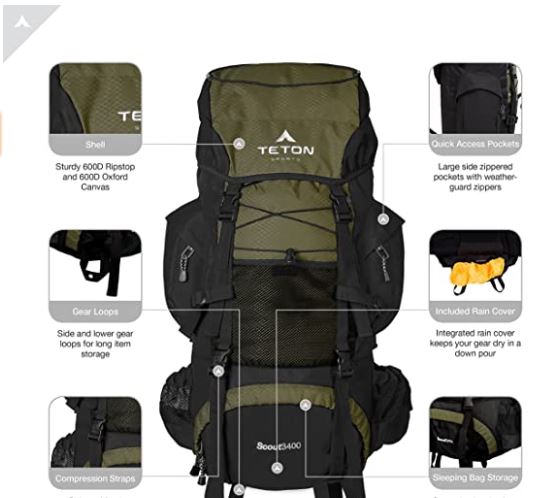 TE
Shell
Sturdy 600D Ripstop
and 600D Oxford
Canvas
TETON
SPORTS
Quick Access Pockets
Large side zippered
pockets with weather-
guard zippers
Gear Loops
Side and lower gear
loops for long item
storage
Included Rain Cover
Integrated rain cover
keeps your gear dry in a
down pour
Scout3400
Compression Straps
Sleeping Bag Storage